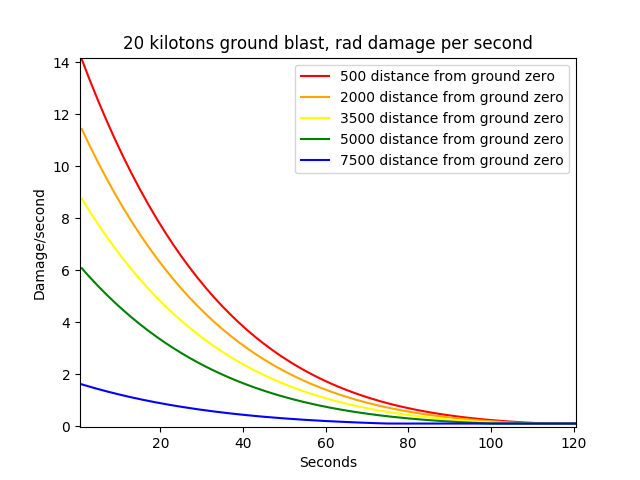 20 kilotons ground blast, rad damage per second
14
12
10
8
6
4
2
0
Damage/second
500 distance from ground zero
2000 distance from ground zero
3500 distance from ground zero
5000 distance from ground zero
7500 distance from ground zero
20 40 60 80 100 120
Seconds